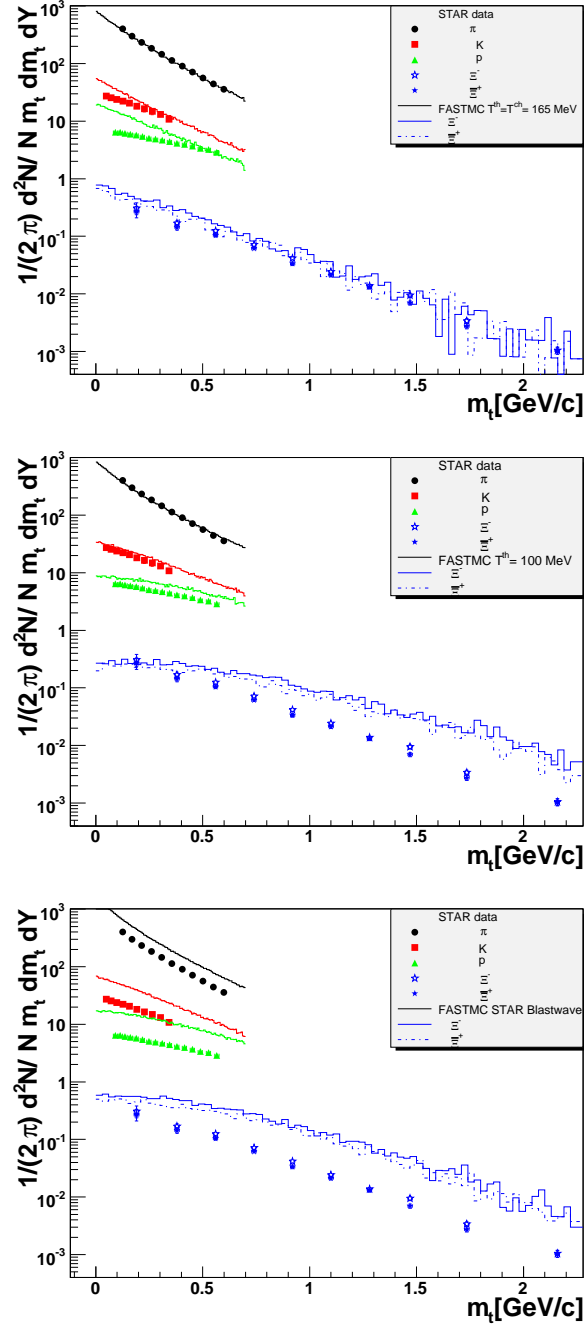 10³
10²
10
1
10⁻¹
10⁻²
10⁻³
1/(2 π) d²N/ N mₜ dmₜ dY
STAR data
π
K
p
Ξ⁻
Ξ̅⁺
FASTMC Tᵗʰ=Tᶜʰ= 165 MeV
Ξ⁻
Ξ̅⁺
0 0.5 1 1.5 2
mₜ[GeV/c]
10³
10²
10
1
10⁻¹
10⁻²
10⁻³
1/(2 π) d²N/ N mₜ dmₜ dY
STAR data
π
K
p
Ξ⁻
Ξ̅⁺
FASTMC Tᵗʰ= 100 MeV
Ξ⁻
Ξ̅⁺
0 0.5 1 1.5 2
mₜ[GeV/c]
10³
10²
10
1
10⁻¹
10⁻²
10⁻³
1/(2 π) d²N/ N mₜ dmₜ dY
STAR data
π
K
p
Ξ⁻
Ξ̅⁺
FASTMC STAR Blastwave
Ξ⁻
Ξ̅⁺
0 0.5 1 1.5 2
mₜ[GeV/c]